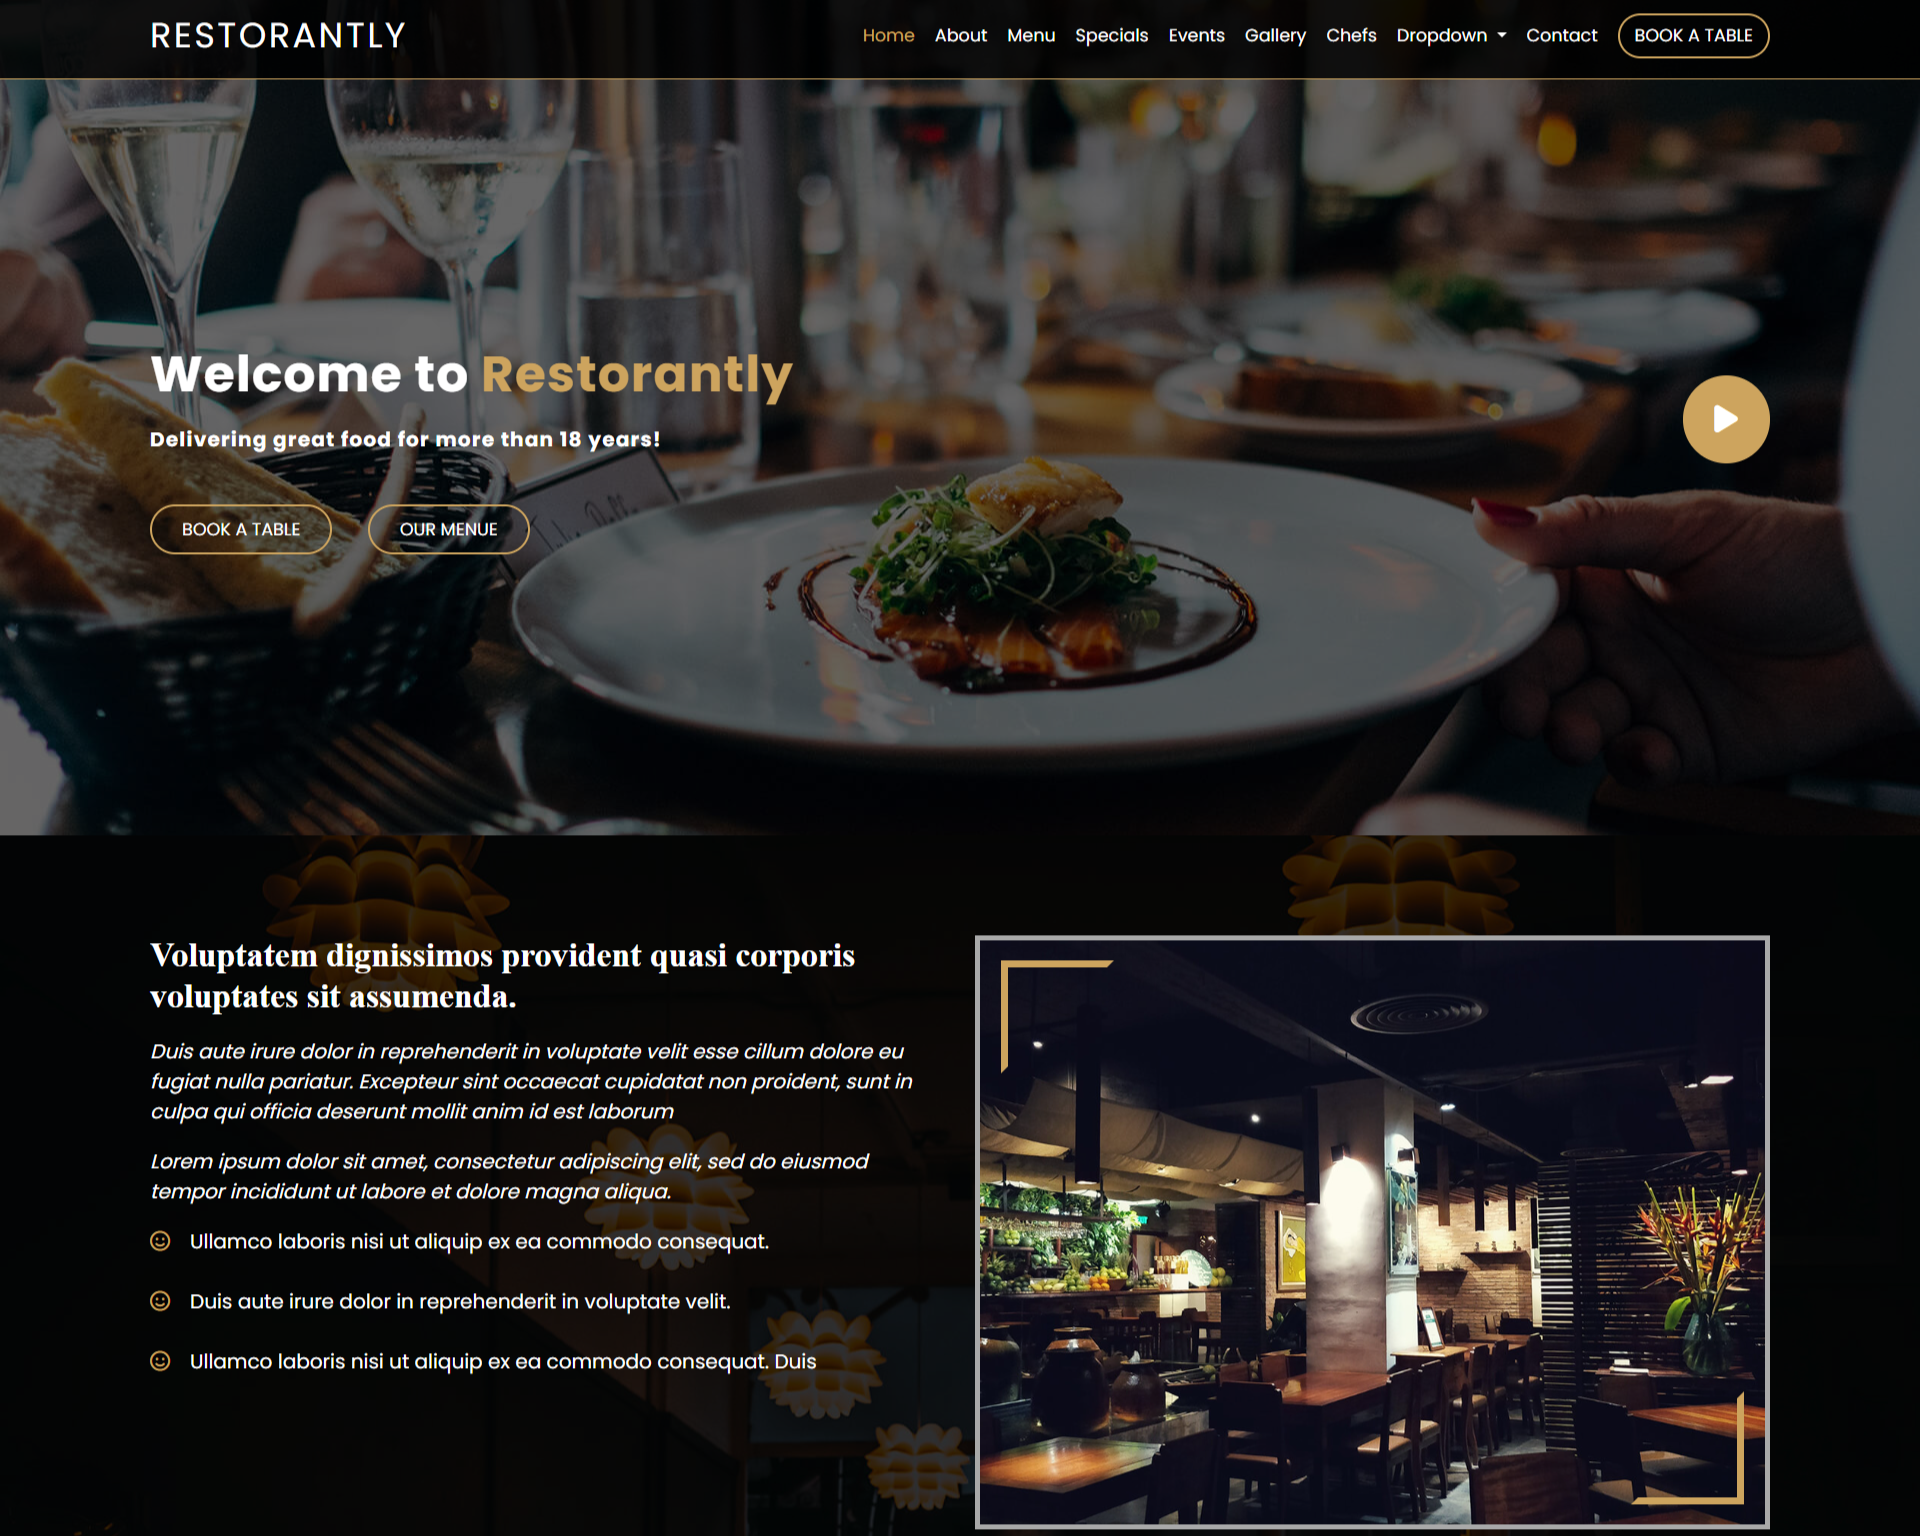 RESTORANTLY
Home About Menu Specials Events Gallery Chefs Dropdown Contact BOOK A TABLE
Welcome to Restorantly
Delivering great food for more than 18 years!
BOOK A TABLE OUR MENUE
Voluptatem dignissimos provident quasi corporis
voluptates sit assumenda.
Duis aute irure dolor in reprehenderit in voluptate velit esse cillum dolore eu
fugiat nulla pariatur. Excepteur sint occaecat cupidatat non proident, sunt in
culpa qui officia deserunt mollit anim id est laborum
Lorem ipsum dolor sit amet, consectetur adipiscing elit, sed do eiusmod
tempor incididunt ut labore et dolore magna aliqua.
Ullamco laboris nisi ut aliquip ex ea commodo consequat.
Duis aute irure dolor in reprehenderit in voluptate velit.
Ullamco laboris nisi ut aliquip ex ea commodo consequat. Duis